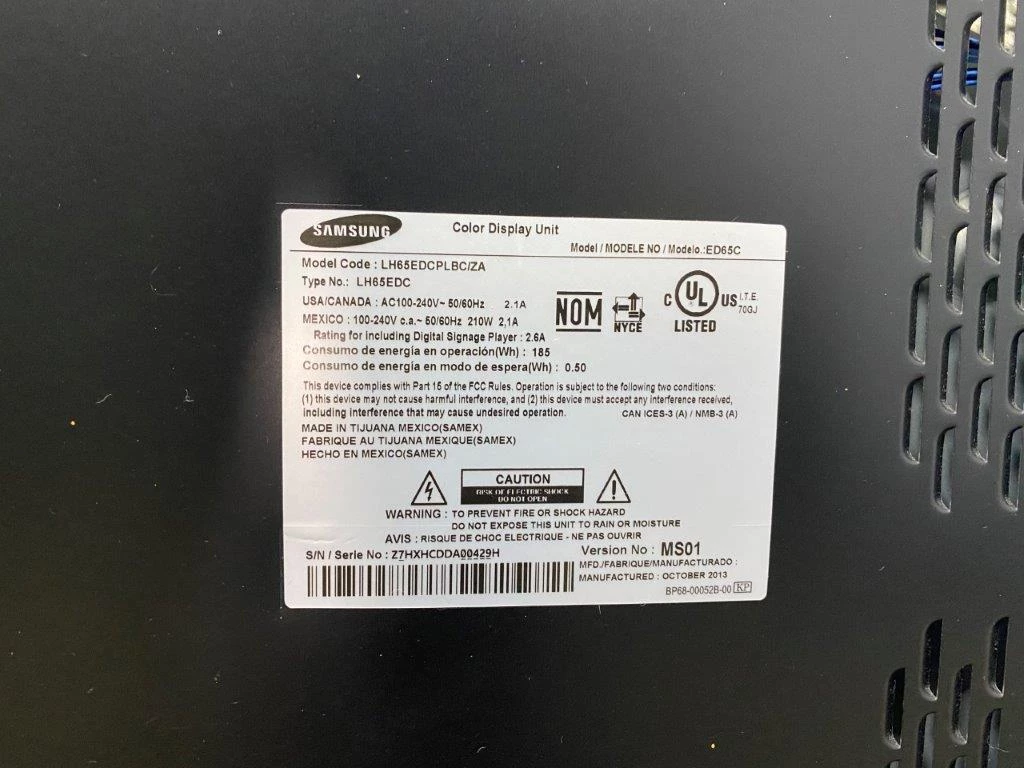 SAMSUNG
Color Display Unit
Model / MODELE NO / Modelo.:ED65C
Model Code : LH65EDCPLBC/ZA
Type No.: LH65EDC
USA/CANADA : AC100-240V~ 50/60Hz 2.1A
MEXICO : 100-240V c.a.~ 50/60Hz 210W 2,1A
Rating for including Digital Signage Player : 2.6A
Consumo de energía en operación(Wh) : 185
Consumo de energía en modo de espera(Wh) : 0.50
NOM
NYCE
C UL US
LISTED
I.T.E.
70GJ
This device complies with Part 15 of the FCC Rules. Operation is subject to the following two conditions:
(1) this device may not cause harmful interference, and (2) this device must accept any interference received,
including interference that may cause undesired operation. CAN ICES-3 (A) / NMB-3 (A)
MADE IN TIJUANA MEXICO(SAMEX)
FABRIQUE AU TIJUANA MEXIQUE(SAMEX)
HECHO EN MEXICO(SAMEX)
CAUTION
RISK OF ELECTRIC SHOCK
DO NOT OPEN
WARNING : TO PREVENT FIRE OR SHOCK HAZARD
DO NOT EXPOSE THIS UNIT TO RAIN OR MOISTURE
AVIS : RISQUE DE CHOC ELECTRIQUE - NE PAS OUVRIR
S/N / Serie No : Z7HXHCDDA00429H
Version No : MS01
MFD./FABRIQUE/MANUFACTURADO :
MANUFACTURED : OCTOBER 2013
BP68-00052B-00 KP